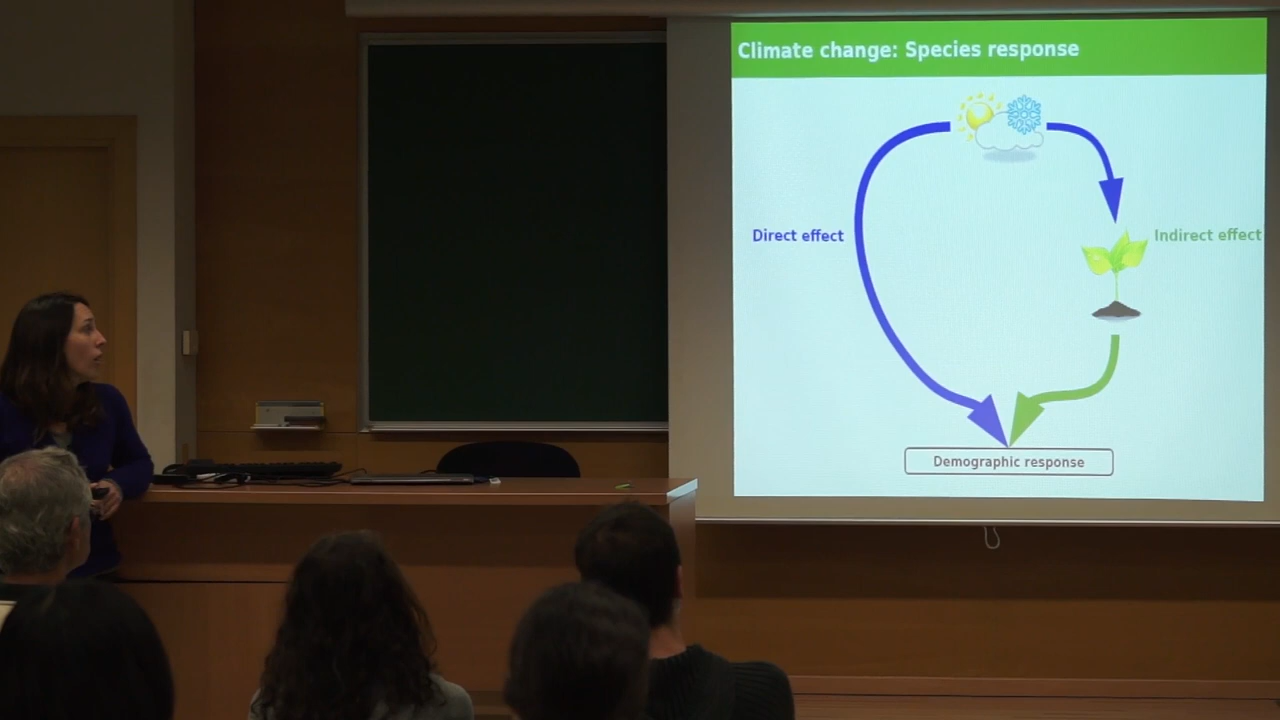 Climate change: Species response
Direct effect
Indirect effect
Demographic response